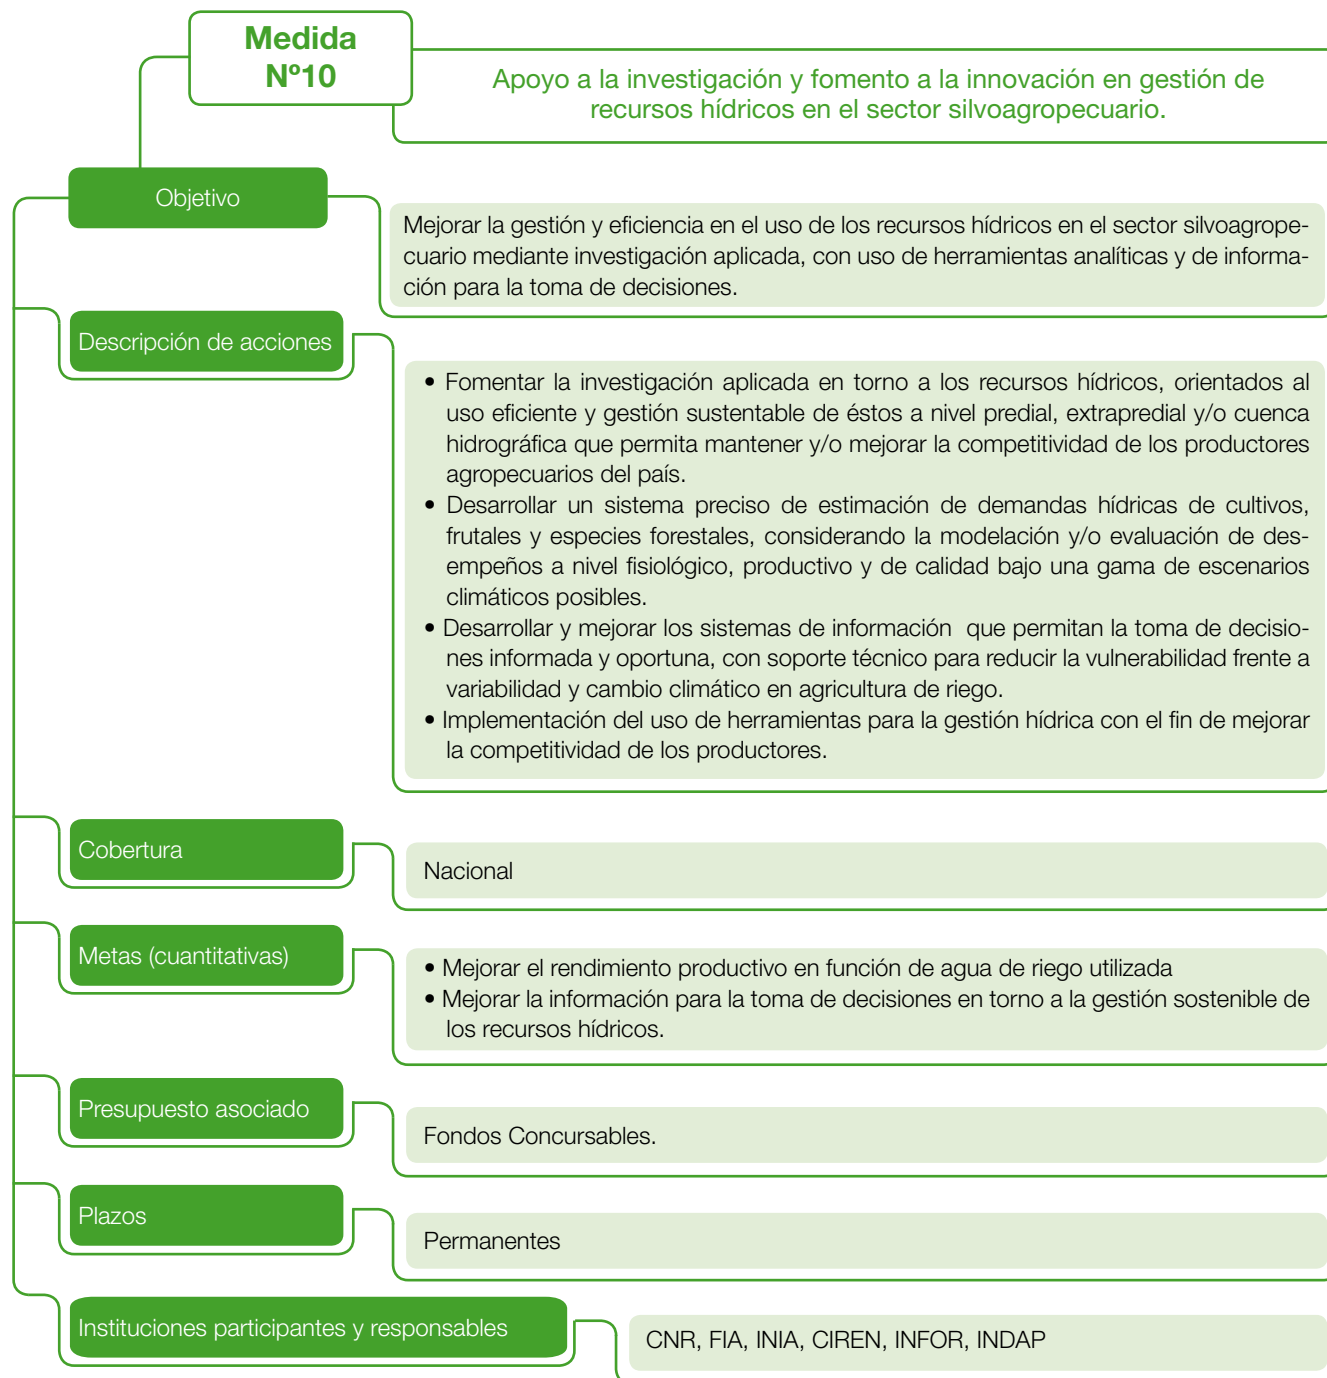 Medida
Nº10
Apoyo a la investigación y fomento a la innovación en gestión de
recursos hídricos en el sector silvoagropecuario.
Objetivo
Mejorar la gestión y eficiencia en el uso de los recursos hídricos en el sector silvoagrope-
cuario mediante investigación aplicada, con uso de herramientas analíticas y de informa-
ción para la toma de decisiones.
Descripción de acciones
• Fomentar la investigación aplicada en torno a los recursos hídricos, orientados al
uso eficiente y gestión sustentable de éstos a nivel predial, extrapredial y/o cuenca
hidrográfica que permita mantener y/o mejorar la competitividad de los productores
agropecuarios del país.
• Desarrollar un sistema preciso de estimación de demandas hídricas de cultivos,
frutales y especies forestales, considerando la modelación y/o evaluación de des-
empeños a nivel fisiológico, productivo y de calidad bajo una gama de escenarios
climáticos posibles.
• Desarrollar y mejorar los sistemas de información que permitan la toma de decisio-
nes informada y oportuna, con soporte técnico para reducir la vulnerabilidad frente a
variabilidad y cambio climático en agricultura de riego.
• Implementación del uso de herramientas para la gestión hídrica con el fin de mejorar
la competitividad de los productores.
Cobertura
Nacional
Metas (cuantitativas)
• Mejorar el rendimiento productivo en función de agua de riego utilizada
• Mejorar la información para la toma de decisiones en torno a la gestión sostenible de
los recursos hídricos.
Presupuesto asociado
Fondos Concursables.
Plazos
Permanentes
Instituciones participantes y responsables
CNR, FIA, INIA, CIREN, INFOR, INDAP